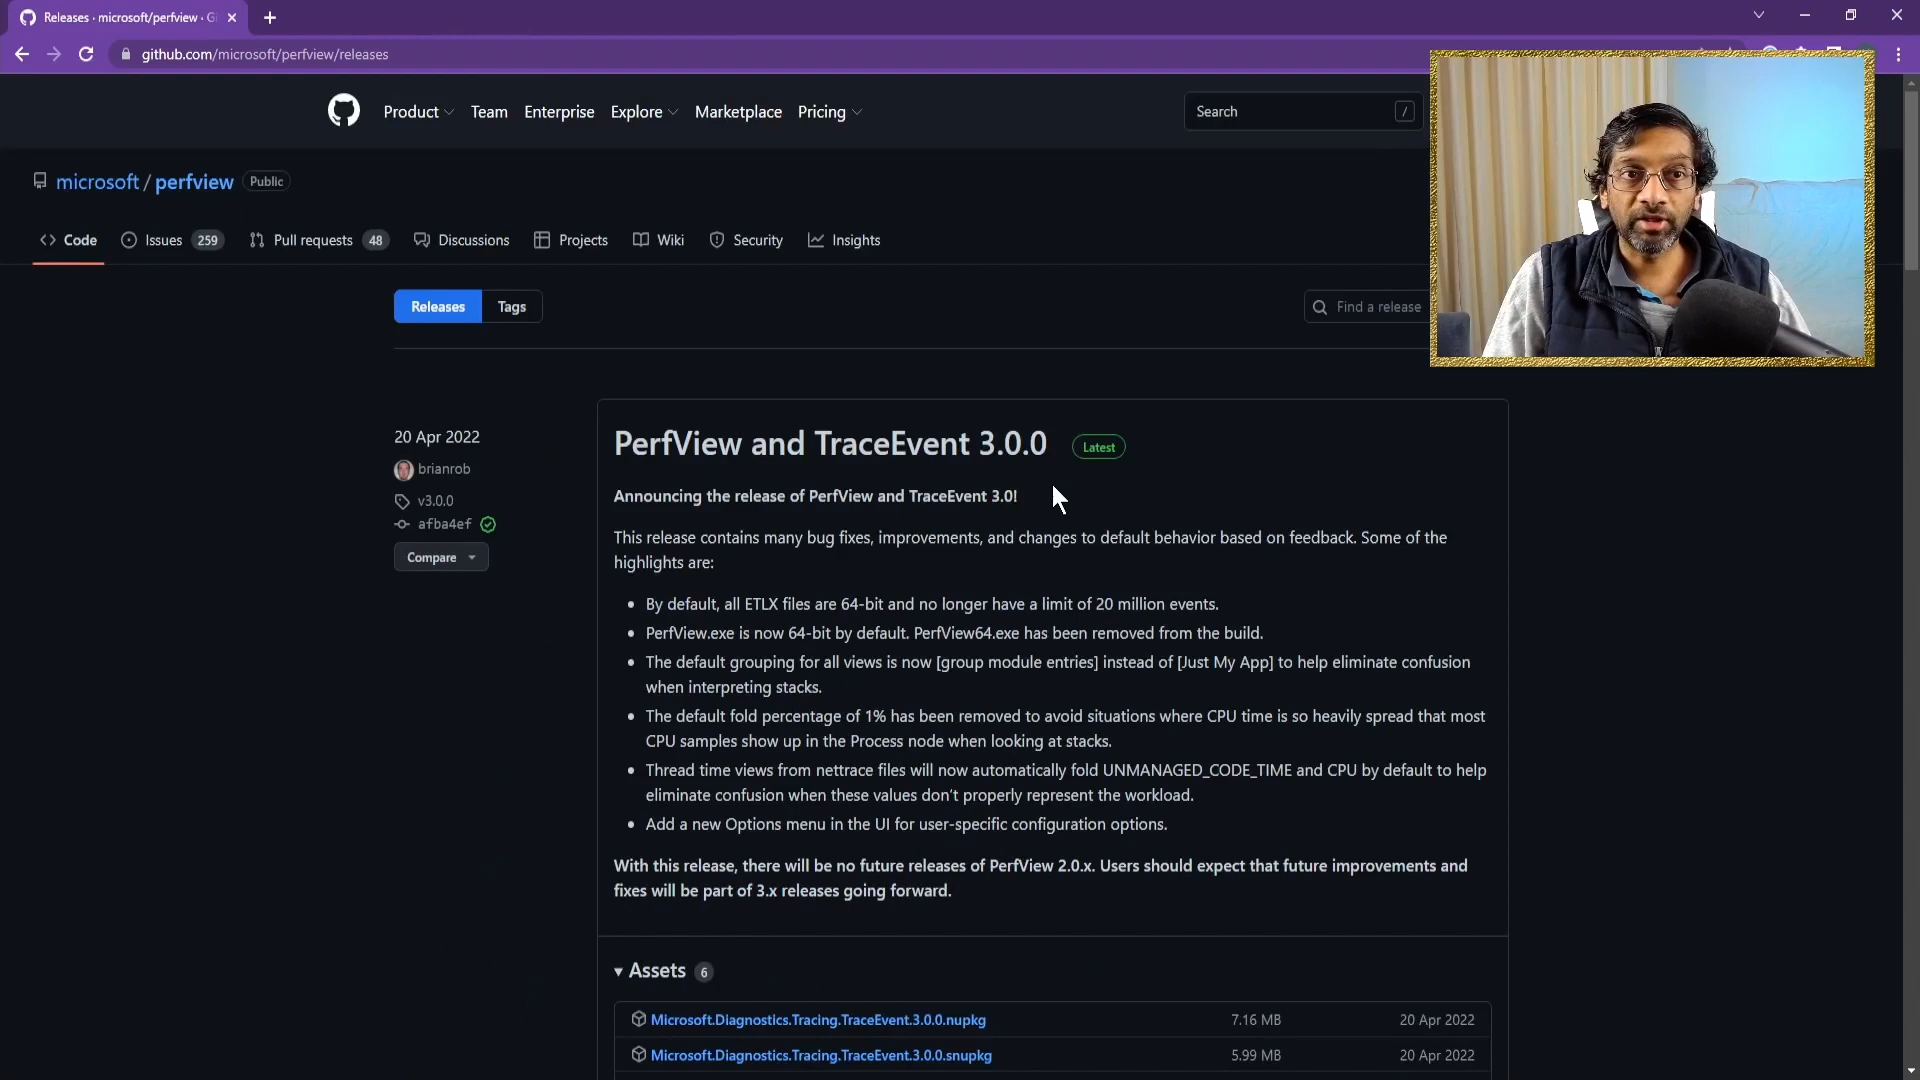 Releases · microsoft/perfview · G
github.com/microsoft/perfview/releases
Product Team Enterprise Explore Marketplace Pricing
Search /
microsoft / perfview Public
Code Issues 259 Pull requests 48 Discussions Projects Wiki Security Insights
Releases Tags
Find a release
20 Apr 2022
brianrob
v3.0.0
afba4ef
Compare
PerfView and TraceEvent 3.0.0 Latest
Announcing the release of PerfView and TraceEvent 3.0!
This release contains many bug fixes, improvements, and changes to default behavior based on feedback. Some of the
highlights are:
By default, all ETLX files are 64-bit and no longer have a limit of 20 million events.
PerfView.exe is now 64-bit by default. PerfView64.exe has been removed from the build.
The default grouping for all views is now [group module entries] instead of [Just My App] to help eliminate confusion
when interpreting stacks.
The default fold percentage of 1% has been removed to avoid situations where CPU time is so heavily spread that most
CPU samples show up in the Process node when looking at stacks.
Thread time views from nettrace files will now automatically fold UNMANAGED_CODE_TIME and CPU by default to help
eliminate confusion when these values don't properly represent the workload.
Add a new Options menu in the UI for user-specific configuration options.
With this release, there will be no future releases of PerfView 2.0.x. Users should expect that future improvements and
fixes will be part of 3.x releases going forward.
Assets 6
Microsoft.Diagnostics.Tracing.TraceEvent.3.0.0.nupkg 7.16 MB 20 Apr 2022
Microsoft.Diagnostics.Tracing.TraceEvent.3.0.0.snupkg 5.99 MB 20 Apr 2022